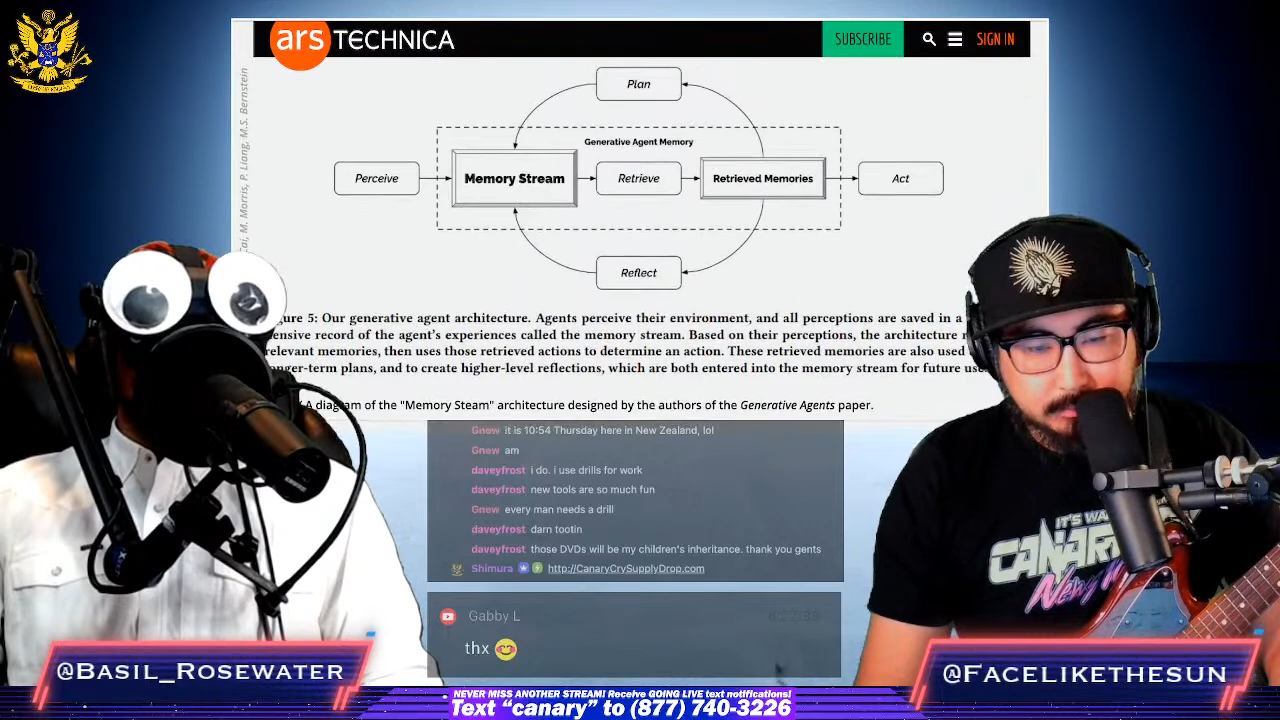 ars TECHNICA
SUBSCRIBE
SIGN IN
Cai, M. Morris, P. Liang, M.S. Bernstein
Plan
Generative Agent Memory
Perceive
Memory Stream
Retrieve
Retrieved Memories
Act
Reflect
5: Our generative agent architecture. Agents perceive their environment, and all perceptions are saved in a
record of the agent's experiences called the memory stream. Based on their perceptions, the architecture
relevant memories, then uses those retrieved actions to determine an action. These retrieved memories are also used
plans, and to create higher-level reflections, which are both entered into the memory stream for future
A diagram of the "Memory Steam" architecture designed by the authors of the Generative Agents paper.
Gnew it is 10:54 Thursday here in New Zealand, lol
Gnew am
daveyfrost i do. i use drills for work
daveyfrost new tools are so much fun
Gnew every man needs a drill
daveyfrost darn tootin
daveyfrost those DVDs will be my children's inheritance. thank you gents
Shimura http://CanaryCrySupplyDrop.com
Gabby L
thx
IT'S
CANARY
@BASIL_ROSEWATER
@FACELIKETHESUN
NEVER MISS ANOTHER STREAM! Receive GOING LIVE text notifications!
Text "canary" to (877) 740-3226